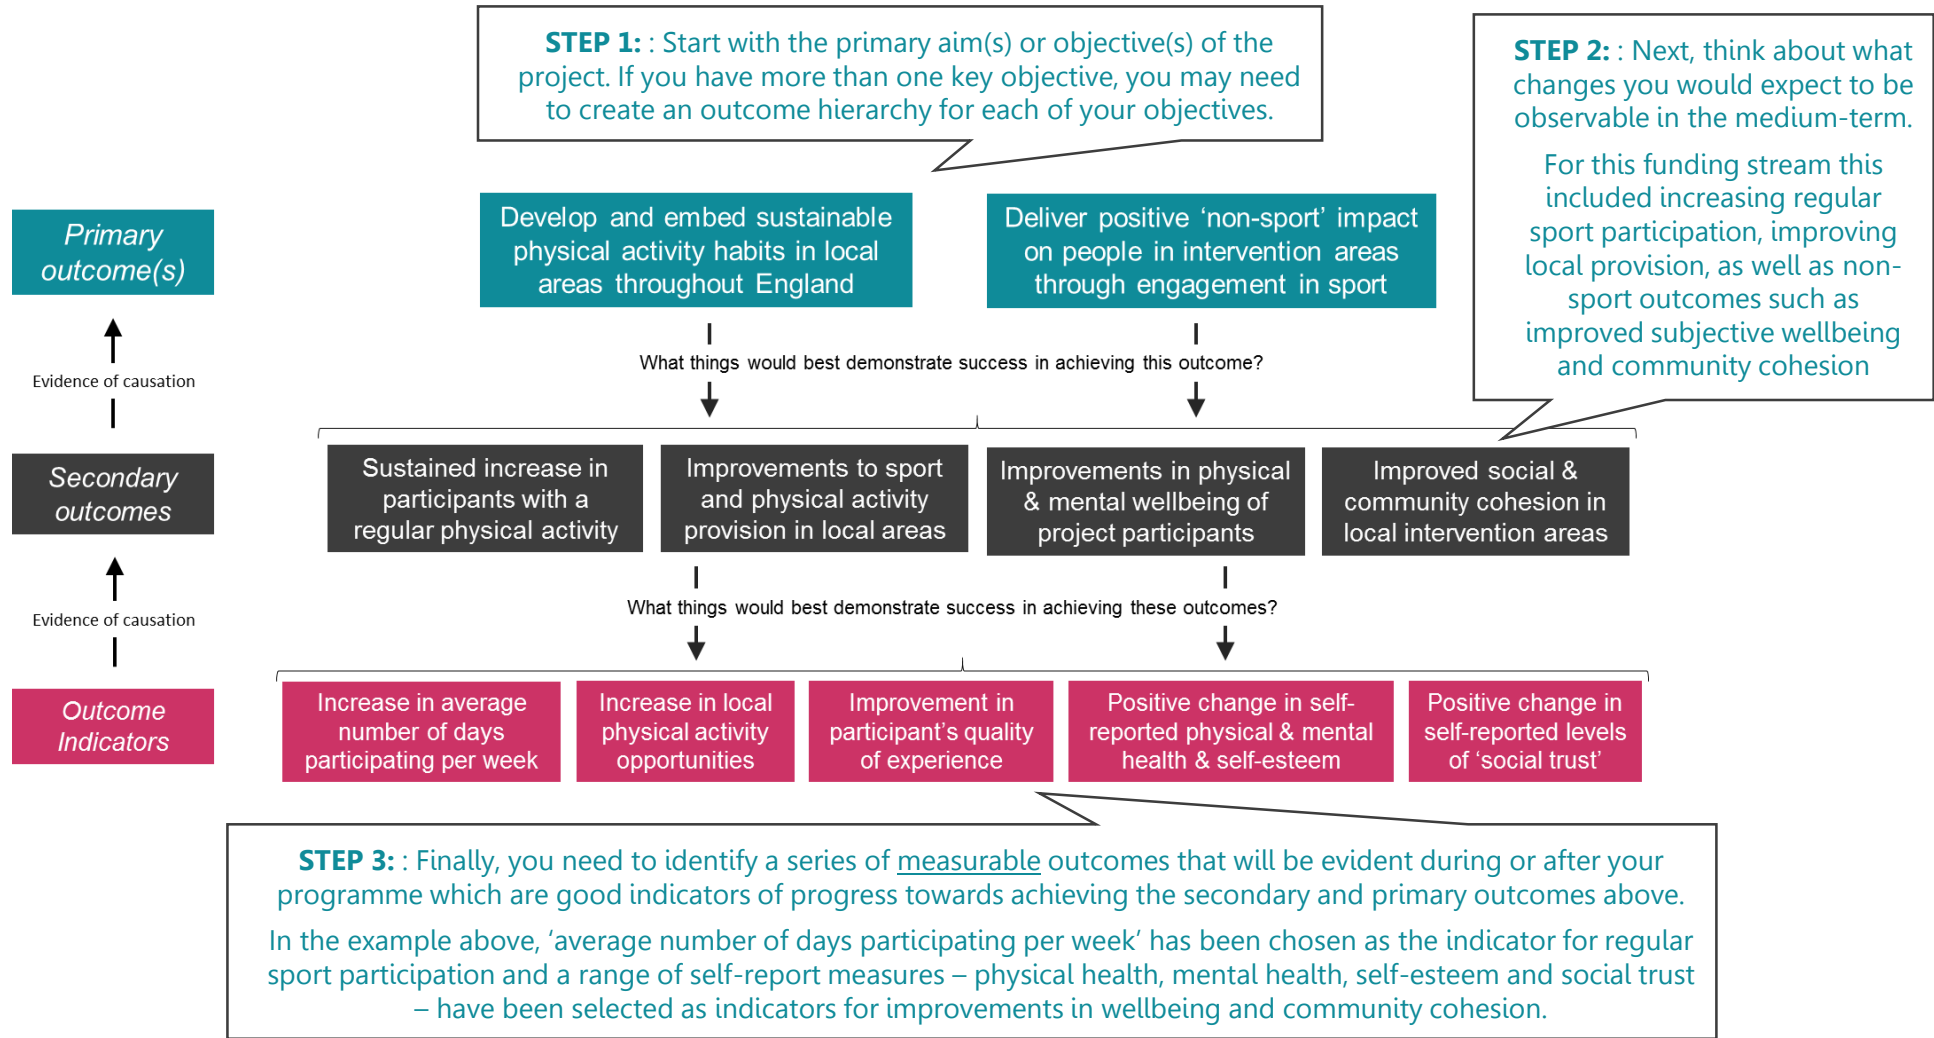 STEP 1: : Start with the primary aim(s) or objective(s) of the
project. If you have more than one key objective, you may need
to create an outcome hierarchy for each of your objectives.
STEP 2: : Next, think about what
changes you would expect to be
observable in the medium-term.
For this funding stream this
included increasing regular
sport participation, improving
local provision, as well as non-
sport outcomes such as
improved subjective wellbeing
and community cohesion
Primary
outcome(s)
Develop and embed sustainable
physical activity habits in local
areas throughout England
Deliver positive ‘non-sport’ impact
on people in intervention areas
through engagement in sport
Evidence of causation
What things would best demonstrate success in achieving this outcome?
Secondary
outcomes
Sustained increase in
participants with a
regular physical activity
Improvements to sport
and physical activity
provision in local areas
Improvements in physical
& mental wellbeing of
project participants
Improved social &
community cohesion in
local intervention areas
Evidence of causation
What things would best demonstrate success in achieving these outcomes?
Outcome
Indicators
Increase in average
number of days
participating per week
Increase in local
physical activity
opportunities
Improvement in
participant’s quality
of experience
Positive change in self-
reported physical & mental
health & self-esteem
Positive change in
self-reported levels
of ‘social trust’
STEP 3: : Finally, you need to identify a series of measurable outcomes that will be evident during or after your
programme which are good indicators of progress towards achieving the secondary and primary outcomes above.
In the example above, ‘average number of days participating per week’ has been chosen as the indicator for regular
sport participation and a range of self-report measures – physical health, mental health, self-esteem and social trust
– have been selected as indicators for improvements in wellbeing and community cohesion.